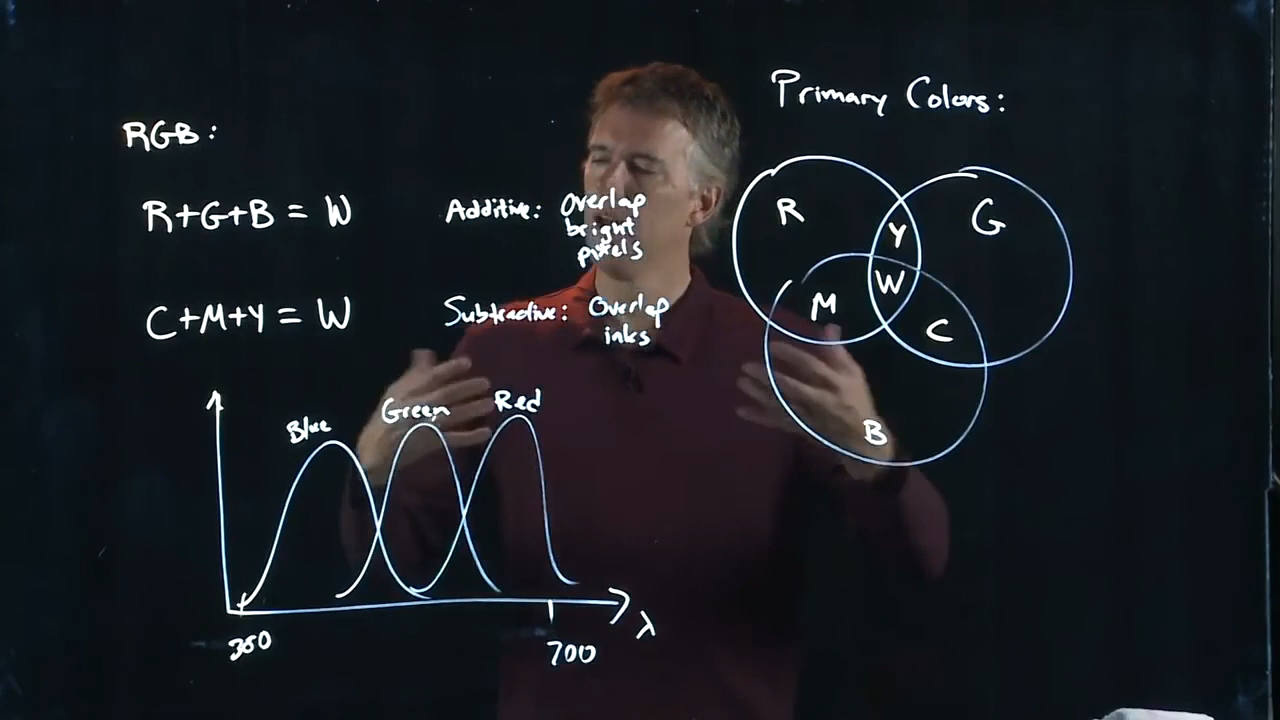 RGB:
R+G+B = W
C+M+Y = W
Additive: Overlap
bright
pixels
Subtractive: Overlap
inks
Primary Colors:
R
G
Y
W
M
C
B
Blue
Green
Red
350
700
λ